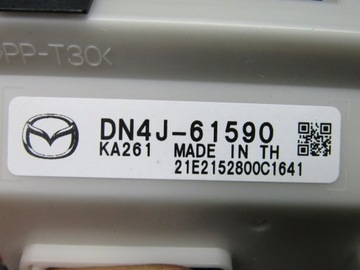 PP-T30<
DN4J-61590
KA261 MADE IN TH
21E2152800C1641